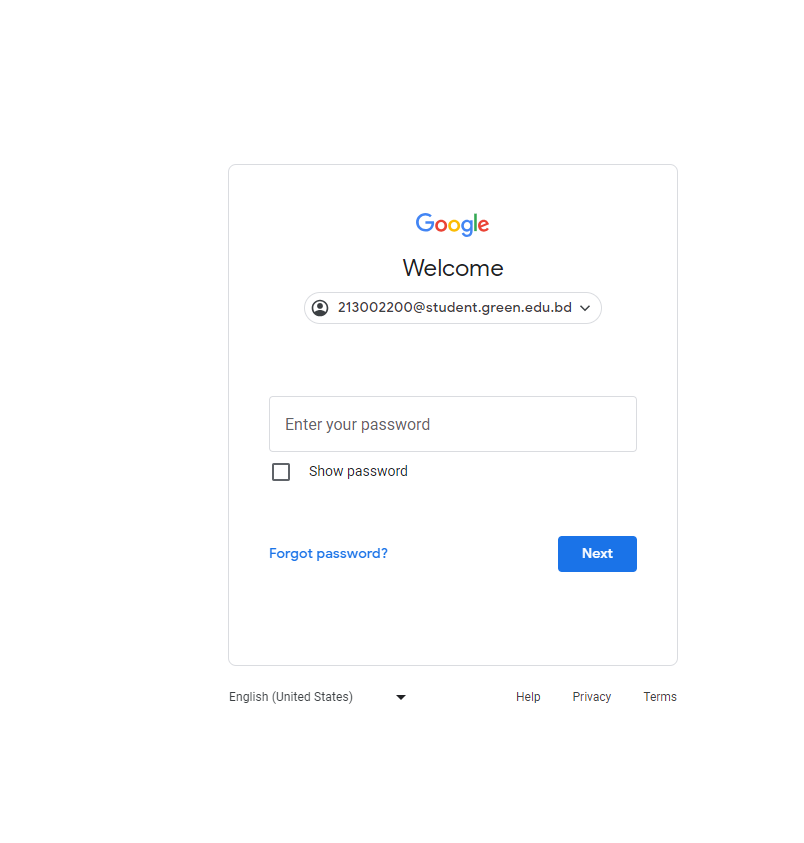 Google
Welcome
213002200@student.green.edu.bd
Enter your password
Show password
Forgot password?
Next
English (United States)
Help Privacy Terms